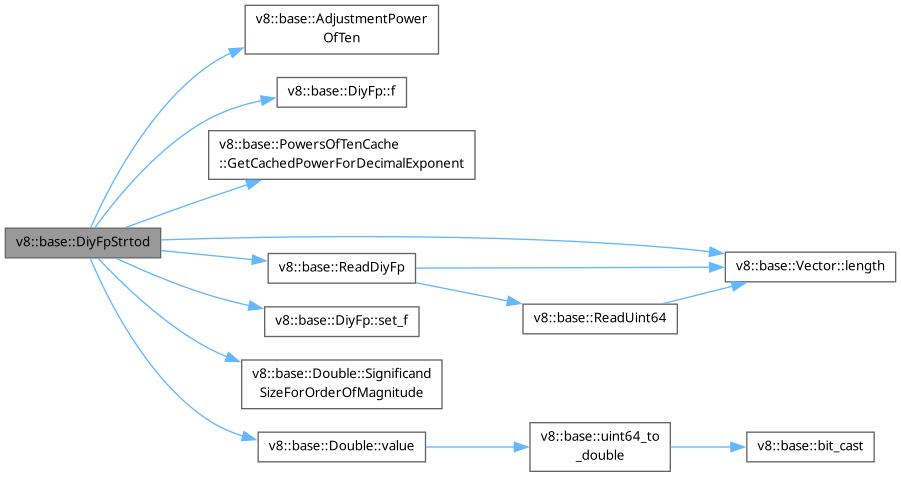 v8::base::AdjustmentPower
OfTen
v8::base::DiyFp::f
v8::base::PowersOfTenCache
::GetCachedPowerForDecimalExponent
v8::base::DiyFpStrtod
v8::base::ReadDiyFp
v8::base::Vector::length
v8::base::DiyFp::set_f
v8::base::ReadUint64
v8::base::Double::Significand
SizeForOrderOfMagnitude
v8::base::Double::value
v8::base::uint64_to
_double
v8::base::bit_cast